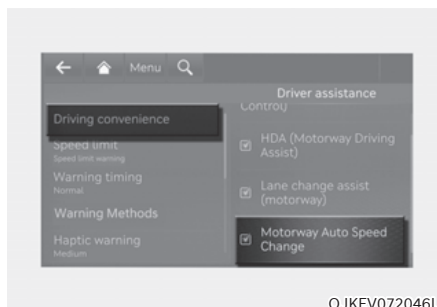 Menu
Driver assistance
Driving convenience
Speed limit
Speed limit warning
Warning timing
Normal
Warning Methods
Haptic warning
Medium
Control)
HDA (Motorway Driving
Assist)
Lane change assist
(motorway)
Motorway Auto Speed
Change
OJKEV072046L